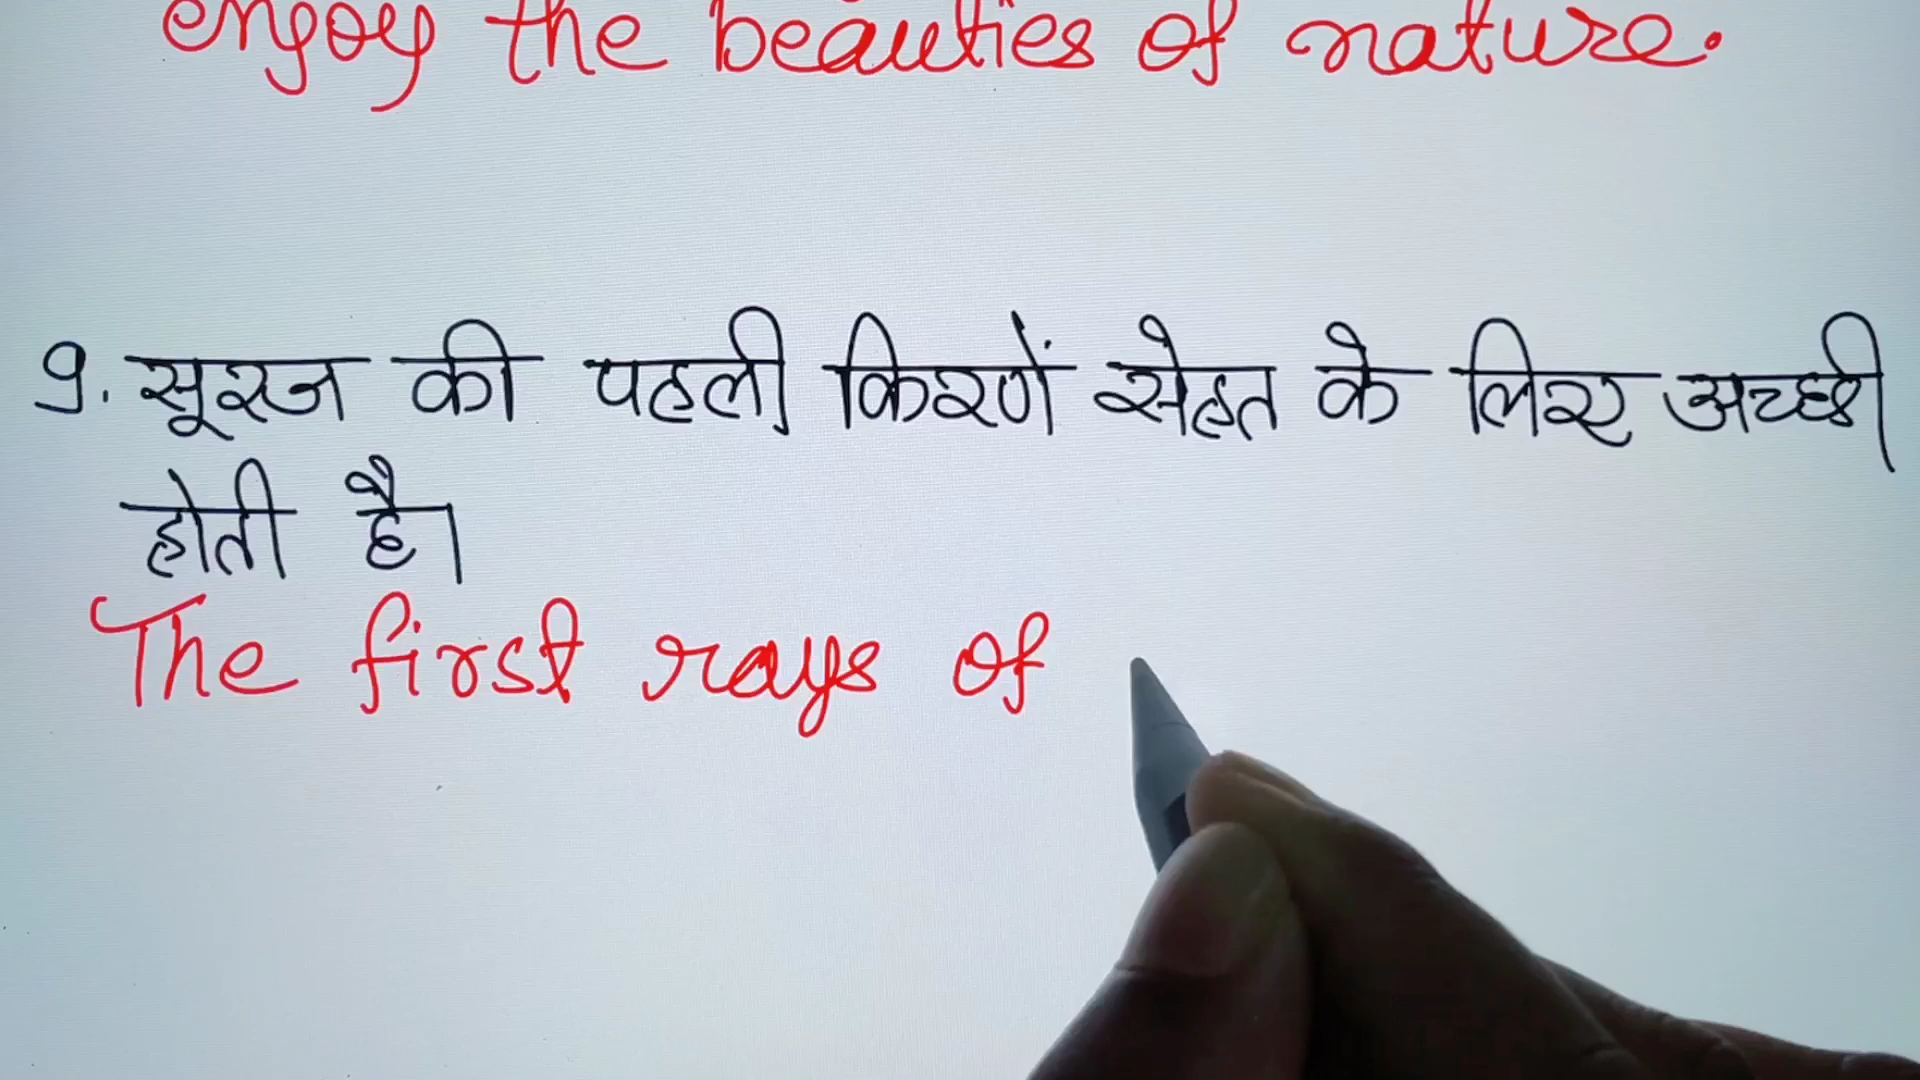 enjoy the beauties of nature.
9. सूरज की पहली किरणें सेहत के लिए अच्छी
होती है।
The first rays of